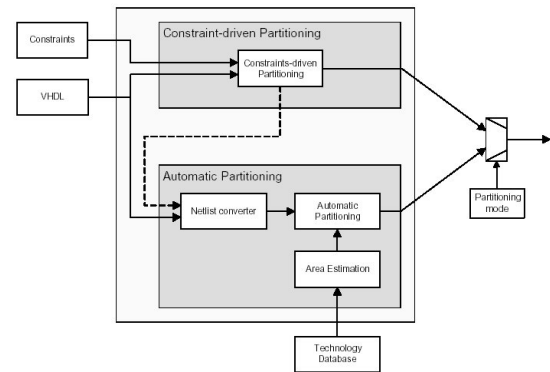 Constraints
VHDL
Constraint-driven Partitioning
Constraints-driven
Partitioning
Automatic Partitioning
Netlist converter
Automatic
Partitioning
Area Estimation
Technology
Database
Partitioning
mode